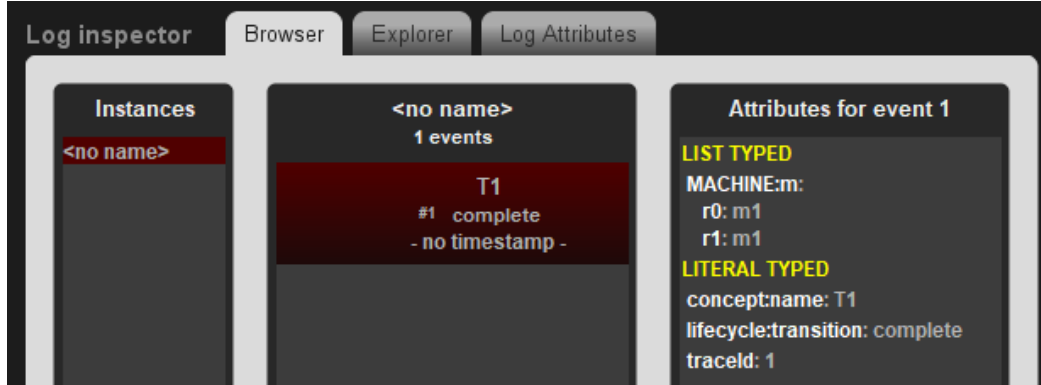 Log inspector Browser Explorer Log Attributes
Instances
<no name>
<no name>
1 events
T1
#1 complete
- no timestamp -
Attributes for event 1
LIST TYPED
MACHINE:m:
r0: m1
r1: m1
LITERAL TYPED
concept:name: T1
lifecycle:transition: complete
traceId: 1